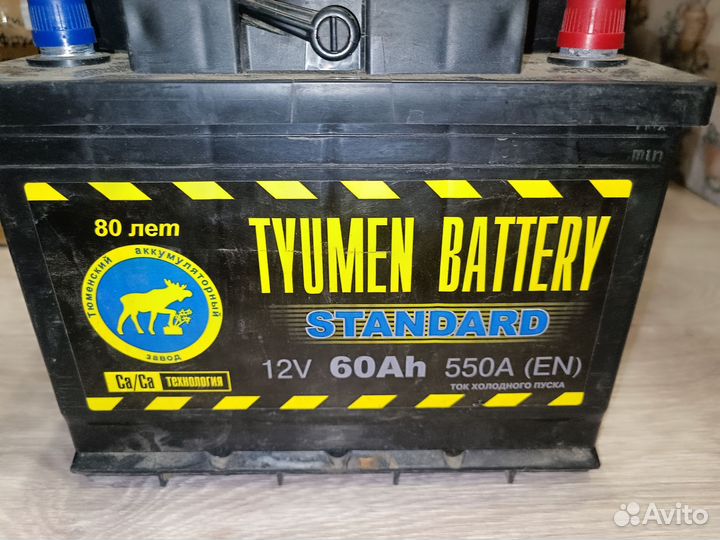 max
min
80 лет
TYUMEN BATTERY
Тюменский аккумуляторный
завод
STANDARD
12V 60Ah 550A (EN)
ТОК ХОЛОДНОГО ПУСКА
Ca/Ca технология
Avito